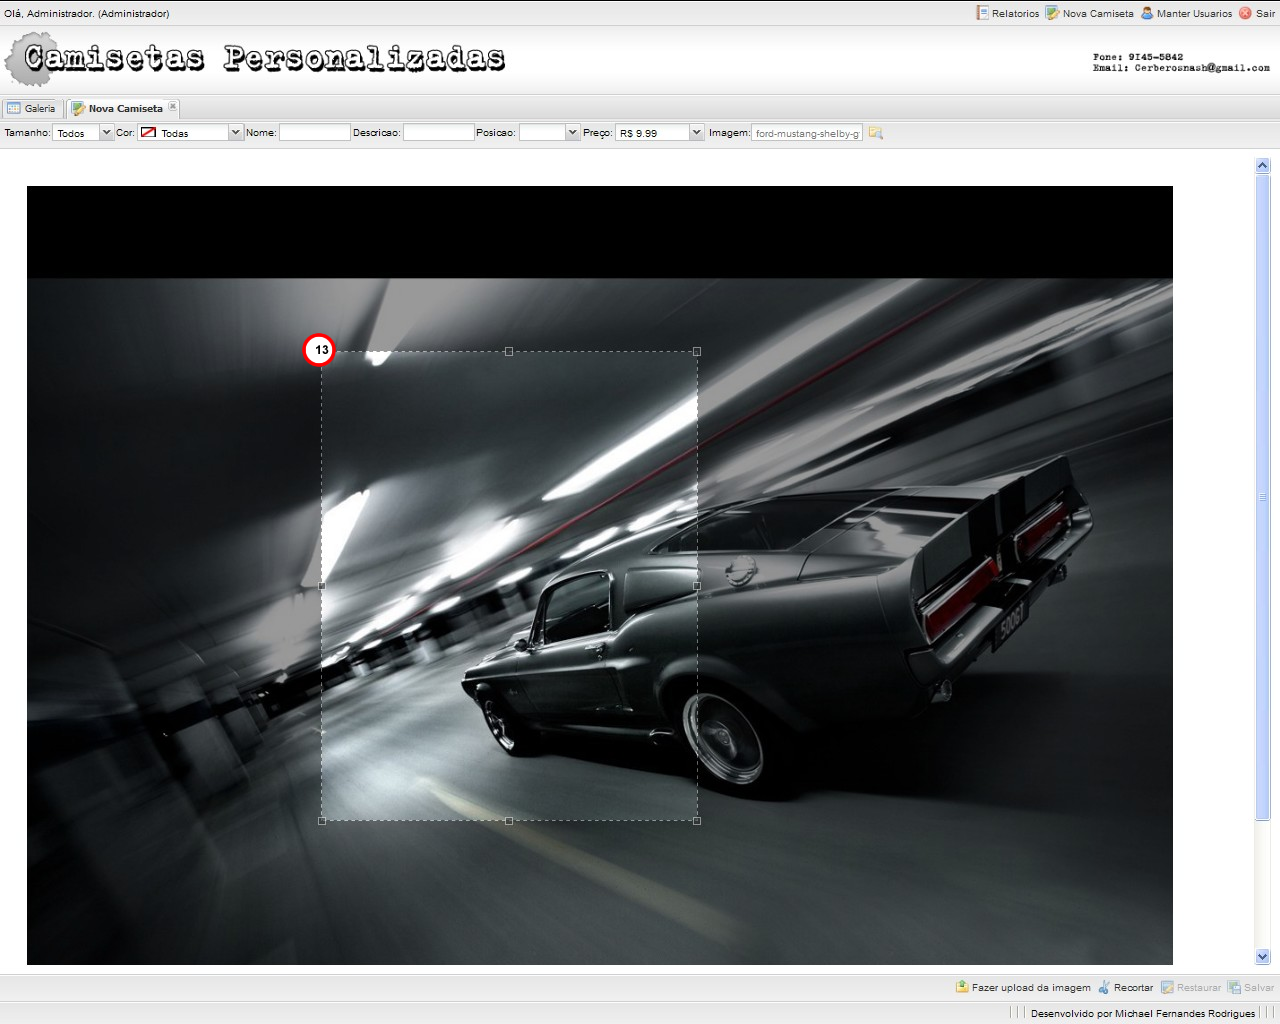 Olá, Administrador. (Administrador) Relatorios Nova Camiseta Manter Usuarios Sair
Camisetas Personalizadas
Fone: 9145-5842
Email: Cerberosnash@gmail.com
Galeria Nova Camiseta
Tamanho: Todos Cor: Todas Nome: Descricao: Posicao: Preço: R$ 9.99 Imagem: ford-mustang-shelby-g
13
500GT
Fazer upload da imagem Recortar Restaurar Salvar
Desenvolvido por Michael Fernandes Rodrigues